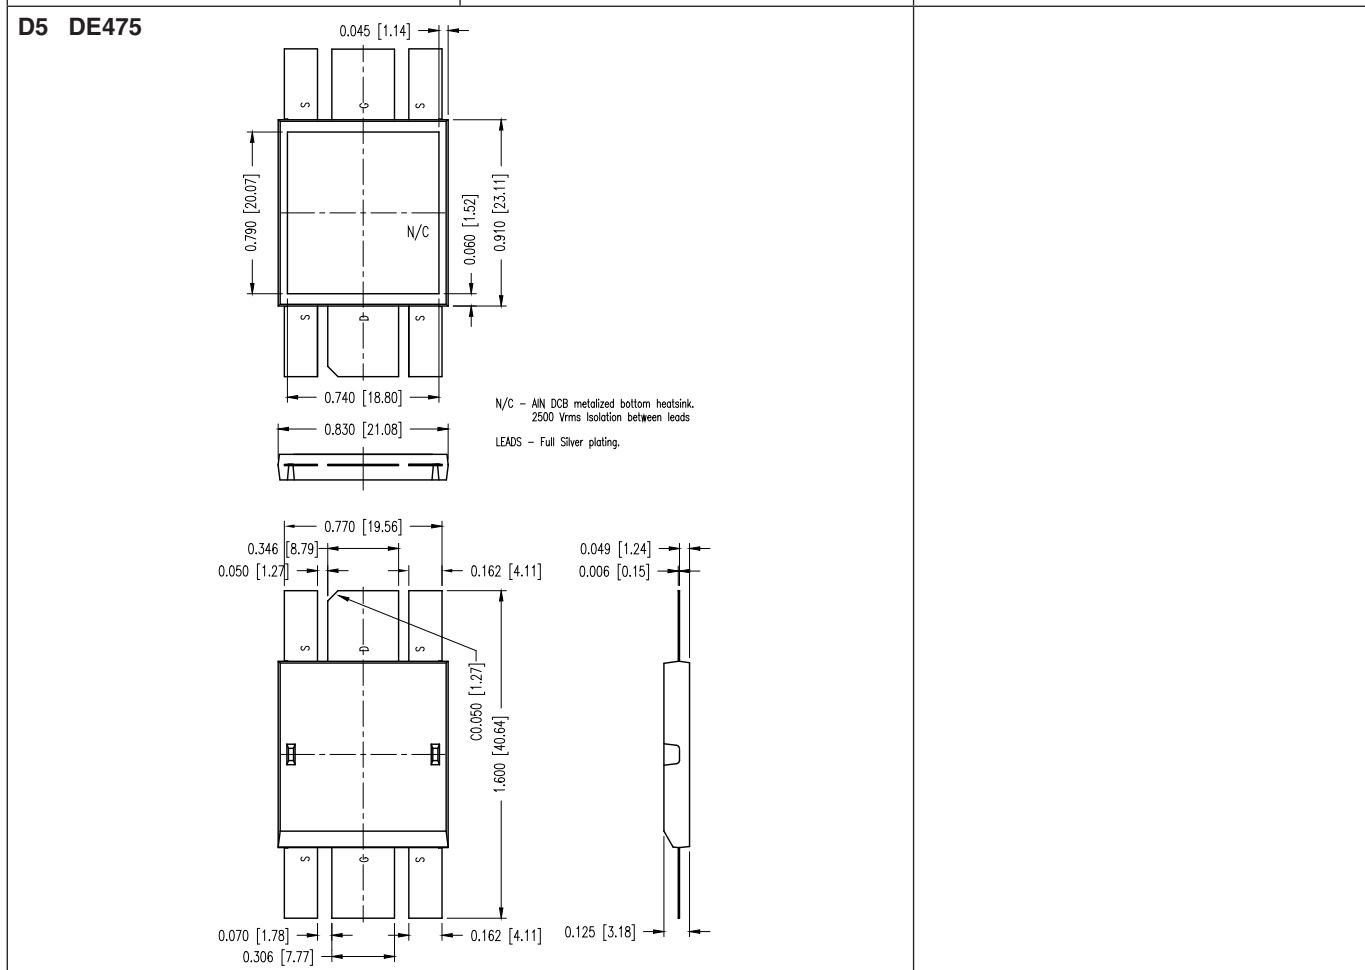 D5 DE475
0.045 [1.14]
S G S
0.790 [20.07]
0.060 [1.52]
0.910 [23.11]
N/C
S D S
0.740 [18.80]
0.830 [21.08]
N/C - AlN DCB metalized bottom heatsink.
2500 Vrms Isolation between leads
LEADS - Full Silver plating.
0.770 [19.56]
0.346 [8.79]
0.050 [1.27]
0.162 [4.11]
0.049 [1.24]
0.006 [0.15]
S D S
C0.050 [1.27]
1.600 [40.64]
S G S
0.070 [1.78]
0.162 [4.11]
0.125 [3.18]
0.306 [7.77]